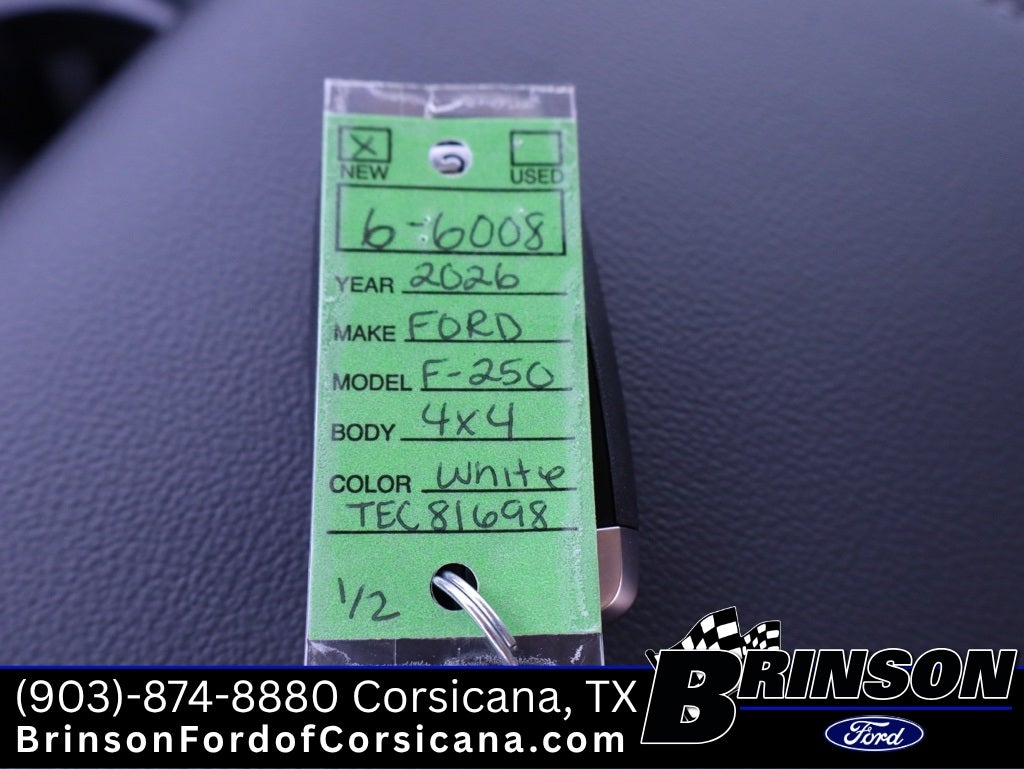 X
NEW
USED
6-6008
YEAR 2026
MAKE FORD
MODEL F-250
BODY 4x4
COLOR White
TEC81698
1/2
(903)-874-8880 Corsicana, TX
BrinsonFordofCorsicana.com
BRINSON
Ford